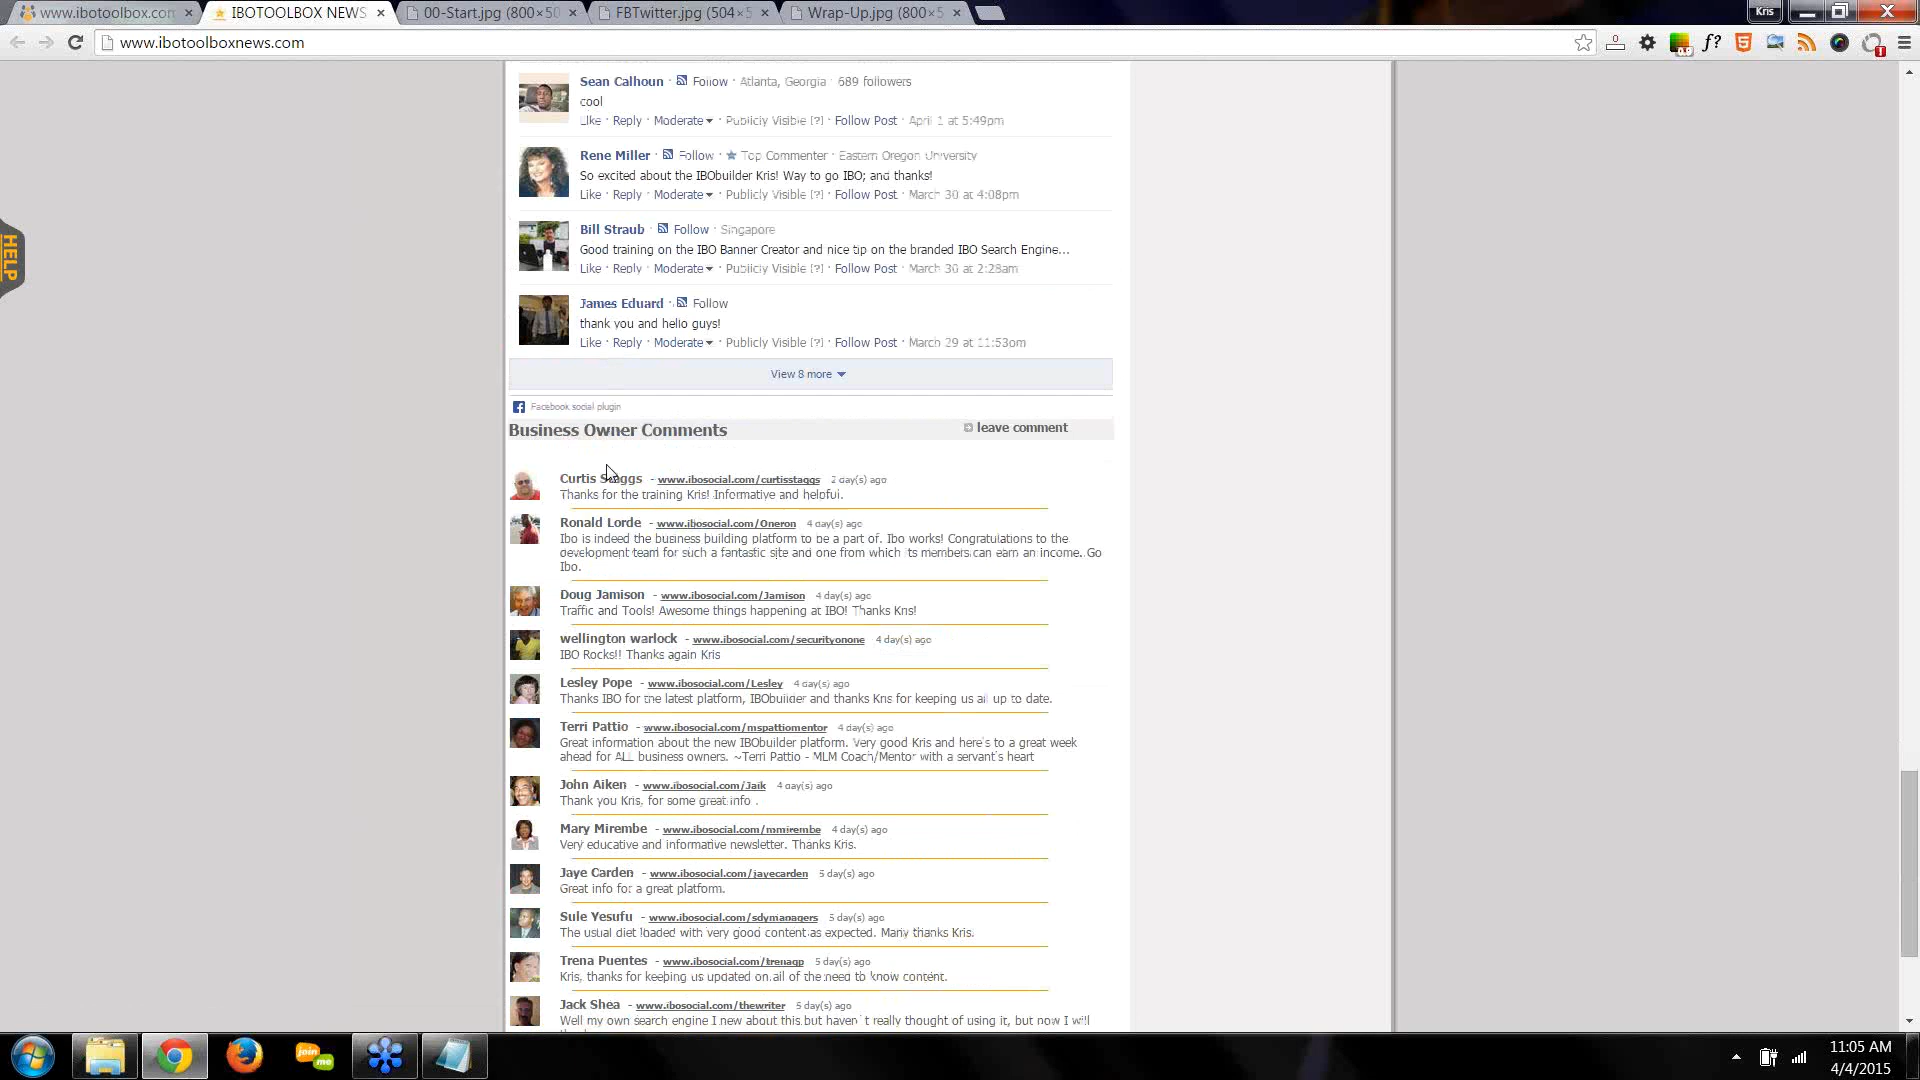 www.ibotoolbox.com
IBOTOOLBOX NEWS
00-Start.jpg (800×50
FBTwitter.jpg (504×5
Wrap-Up.jpg (800×5
Kris
www.ibotoolboxnews.com
HELP
Sean Calhoun · Follow · Atlanta, Georgia · 689 followers
cool
Like · Reply · Moderate · Publicly Visible [?] · Follow Post · April 1 at 5:49pm
Rene Miller · Follow · Top Commenter · Eastern Oregon University
So excited about the IBObuilder Kris! Way to go IBO; and thanks!
Like · Reply · Moderate · Publicly Visible [?] · Follow Post · March 30 at 4:08pm
Bill Straub · Follow · Singapore
Good training on the IBO Banner Creator and nice tip on the branded IBO Search Engine...
Like · Reply · Moderate · Publicly Visible [?] · Follow Post · March 30 at 2:28am
James Eduard · Follow
thank you and hello guys!
Like · Reply · Moderate · Publicly Visible [?] · Follow Post · March 29 at 11:53pm
View 8 more
Facebook social plugin
Business Owner Comments
leave comment
Curtis Staggs - www.ibosocial.com/curtisstaggs 2 day(s) ago
Thanks for the training Kris! Informative and helpful.
Ronald Lorde - www.ibosocial.com/Oneron 4 day(s) ago
Ibo is indeed the business building platform to be a part of. Ibo works! Congratulations to the
development team for such a fantastic site and one from which its members can earn an income. Go
Ibo.
Doug Jamison - www.ibosocial.com/Jamison 4 day(s) ago
Traffic and Tools! Awesome things happening at IBO! Thanks Kris!
wellington warlock - www.ibosocial.com/securityonone 4 day(s) ago
IBO Rocks!! Thanks again Kris
Lesley Pope - www.ibosocial.com/Lesley 4 day(s) ago
Thanks IBO for the latest platform, IBObuilder and thanks Kris for keeping us all up to date.
Terri Pattio - www.ibosocial.com/mspattiomentor 4 day(s) ago
Great information about the new IBObuilder platform. Very good Kris and here's to a great week
ahead for ALL business owners. ~Terri Pattio - MLM Coach/Mentor with a servant's heart
John Aiken - www.ibosocial.com/Jaik 4 day(s) ago
Thank you Kris, for some great info .
Mary Mirembe - www.ibosocial.com/mmirembe 4 day(s) ago
Very educative and informative newsletter. Thanks Kris.
Jaye Carden - www.ibosocial.com/jayecarden 5 day(s) ago
Great info for a great platform.
Sule Yesufu - www.ibosocial.com/sdymanagers 5 day(s) ago
The usual diet loaded with very good content as expected. Many thanks Kris.
Trena Puentes - www.ibosocial.com/trenagp 5 day(s) ago
Kris, thanks for keeping us updated on all of the need to know content.
Jack Shea - www.ibosocial.com/thewriter 5 day(s) ago
Well my own search engine I new about this but haven't really thought of using it, but now I will
join me
11:05 AM
4/4/2015